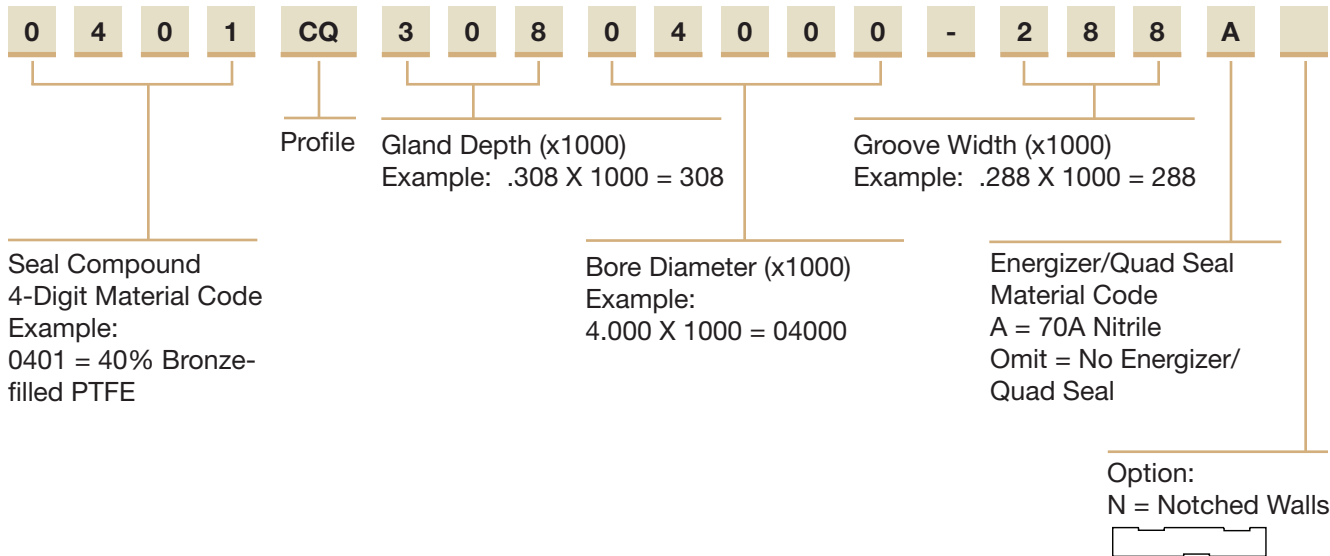 0 4 0 1 CQ 3 0 8 0 4 0 0 0 - 2 8 8 A
Profile
Gland Depth (x1000)
Example: .308 X 1000 = 308
Groove Width (x1000)
Example: .288 X 1000 = 288
Seal Compound
4-Digit Material Code
Example:
0401 = 40% Bronze-
filled PTFE
Bore Diameter (x1000)
Example:
4.000 X 1000 = 04000
Energizer/Quad Seal
Material Code
A = 70A Nitrile
Omit = No Energizer/
Quad Seal
Option:
N = Notched Walls